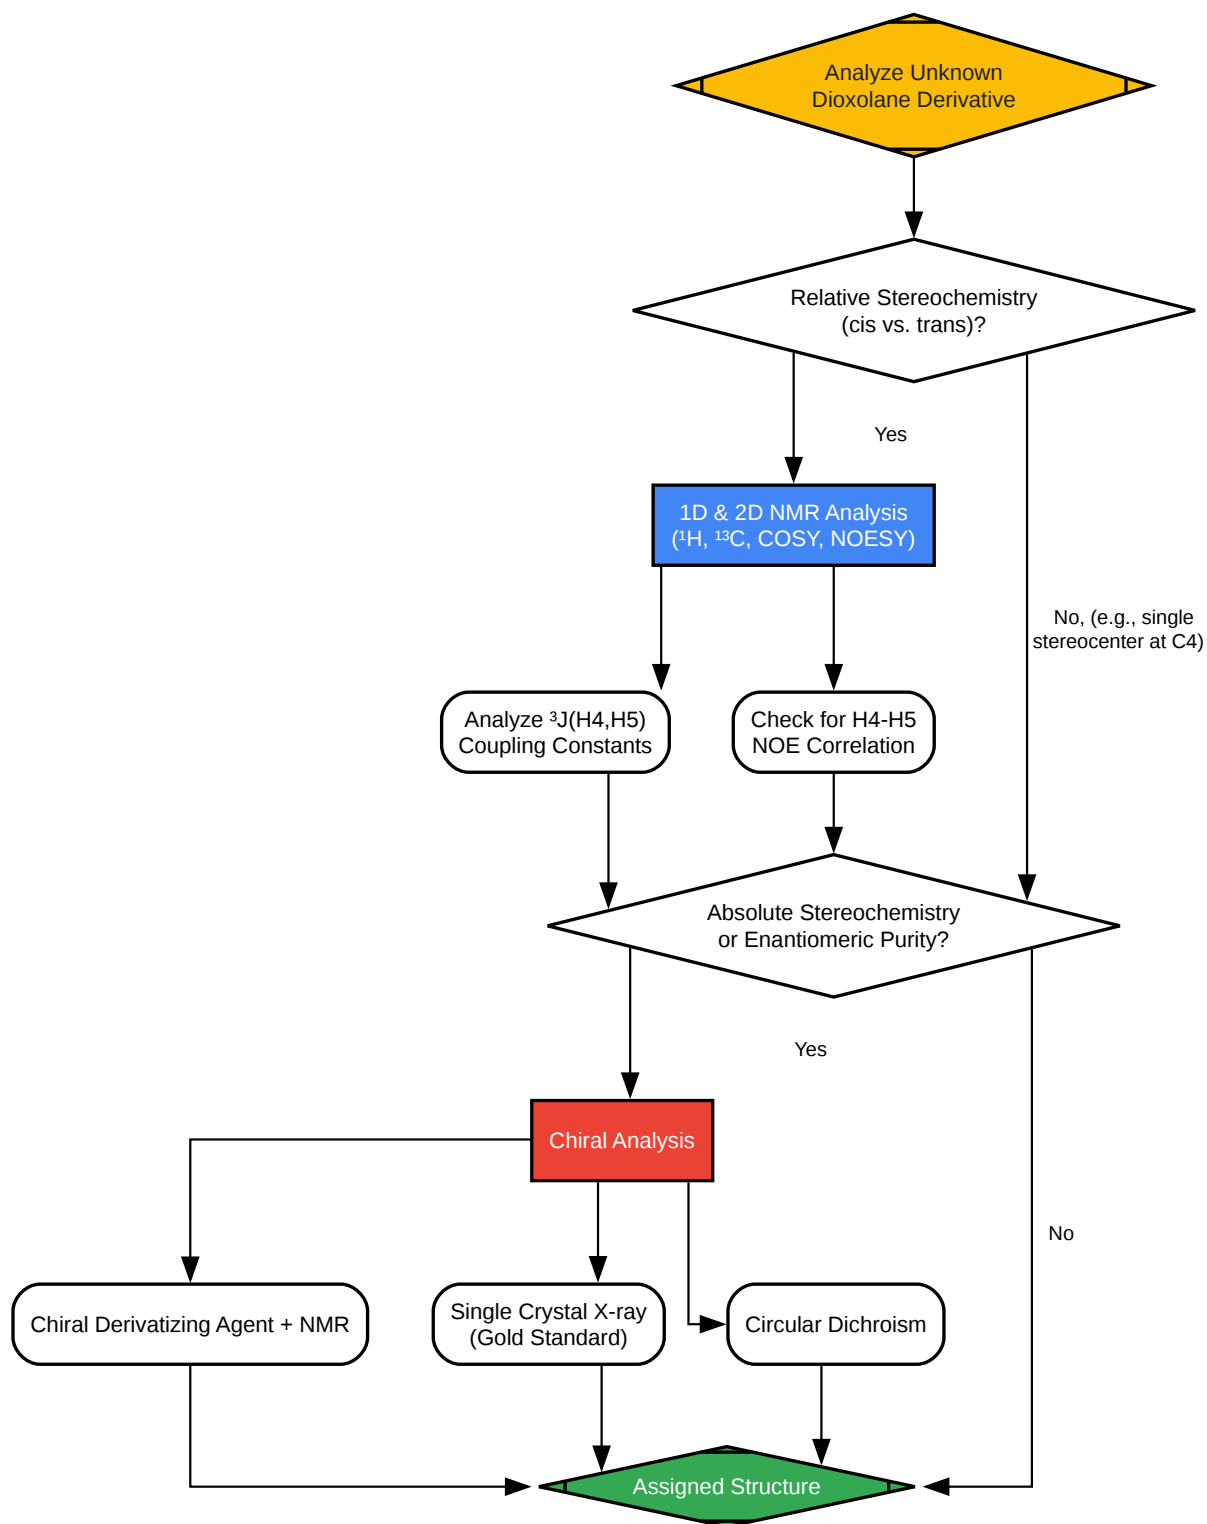 Analyze Unknown
Dioxolane Derivative
Relative Stereochemistry
(cis vs. trans)?
Yes
1D & 2D NMR Analysis
(¹H, ¹³C, COSY, NOESY)
No, (e.g., single
stereocenter at C4)
Analyze ³J(H4,H5)
Coupling Constants
Check for H4-H5
NOE Correlation
Absolute Stereochemistry
or Enantiomeric Purity?
Yes
Chiral Analysis
No
Chiral Derivatizing Agent + NMR
Single Crystal X-ray
(Gold Standard)
Circular Dichroism
Assigned Structure